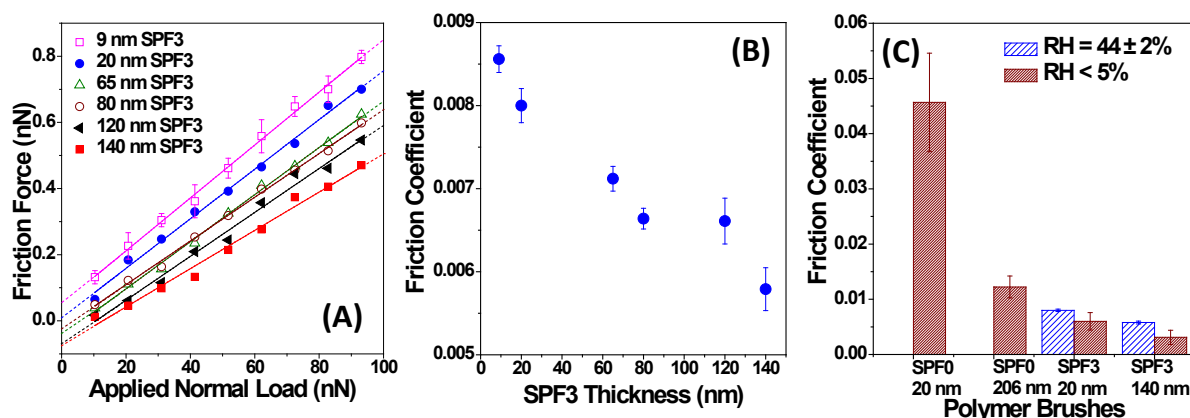 (A)
Friction Force (nN)
0.8
0.6
0.4
0.2
0.0
9 nm SPF3
20 nm SPF3
65 nm SPF3
80 nm SPF3
120 nm SPF3
140 nm SPF3
0 20 40 60 80 100
Applied Normal Load (nN)
(B)
Friction Coefficient
0.009
0.008
0.007
0.006
0.005
0 20 40 60 80 100 120 140
SPF3 Thickness (nm)
(C)
Friction Coefficient
0.06
0.05
0.04
0.03
0.02
0.01
0.00
RH = 44 ± 2%
RH < 5%
SPF0 SPF0 SPF3 SPF3
20 nm 206 nm 20 nm 140 nm
Polymer Brushes